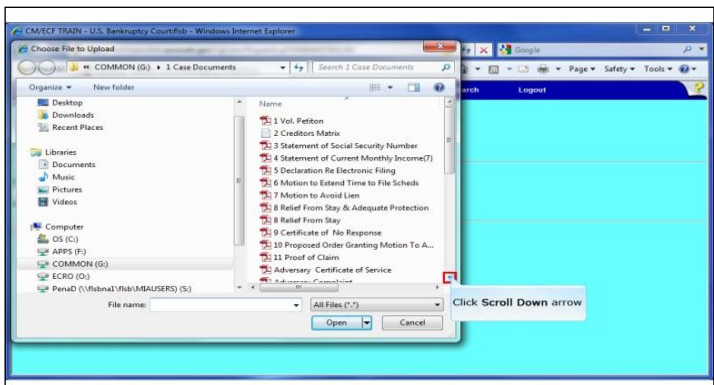 CM/ECF TRAIN - U.S. Bankruptcy Court:flsb - Windows Internet Explorer
Choose File to Upload
Google
« COMMON (G:) ▸ 1 Case Documents
Search 1 Case Documents
Page Safety Tools
Organize New folder
arch Logout
Desktop
Downloads
Recent Places
Libraries
Documents
Music
Pictures
Videos
Computer
OS (C:)
APPS (F:)
COMMON (G:)
ECRO (O:)
PenaD (\\flsbna1\flsb\MIAUSERS) (S:)
Name
1 Vol. Petiton
2 Creditors Matrix
3 Statement of Social Security Number
4 Statement of Current Monthly Income(7)
5 Declaration Re Electronic Filing
6 Motion to Extend Time to File Scheds
7 Motion to Avoid Lien
8 Relief From Stay & Adequate Protection
8 Relief From Stay
9 Certificate of No Response
10 Proposed Order Granting Motion To A...
11 Proof of Claim
Adversary Certificate of Service
Adversary Complaint
Click Scroll Down arrow
File name:
All Files (*.*)
Open Cancel